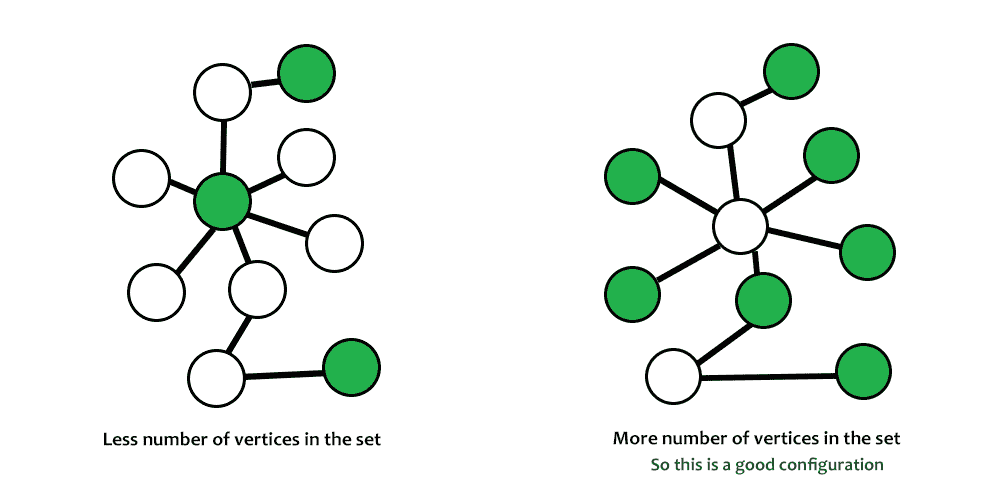 Less number of vertices in the set
More number of vertices in the set
So this is a good configuration